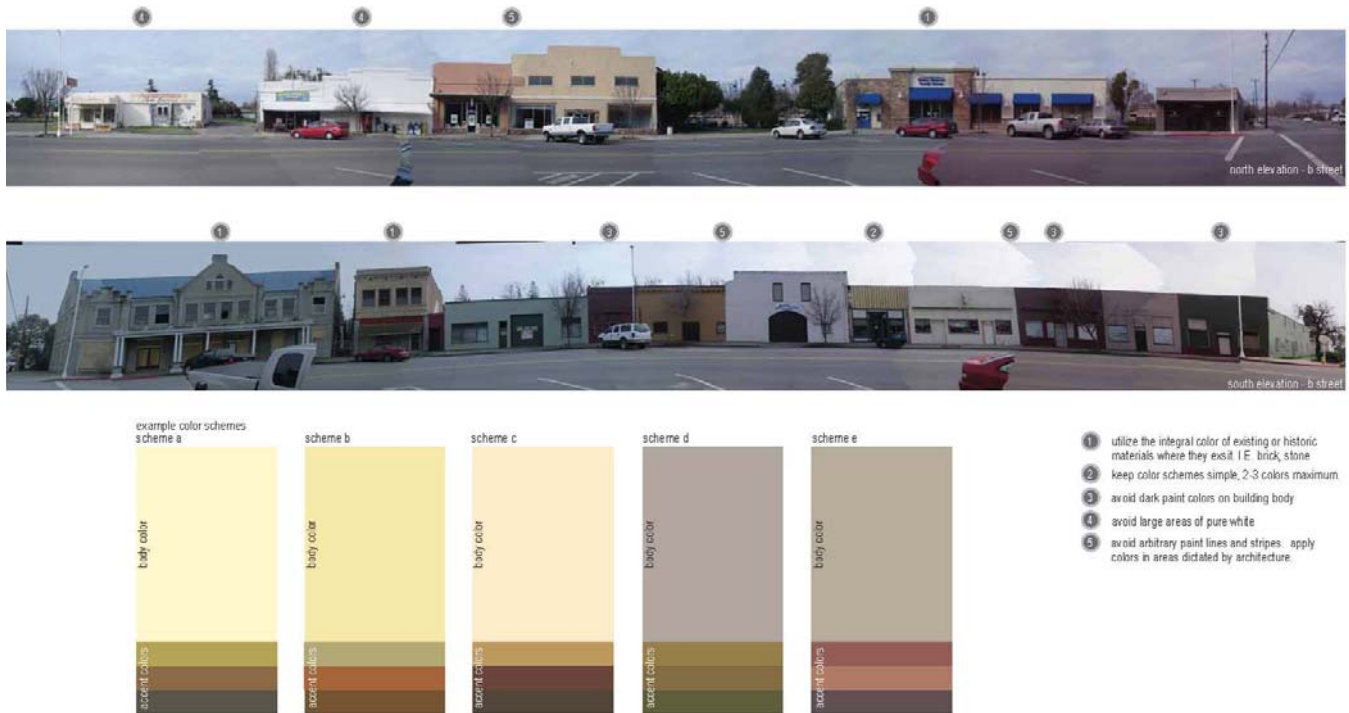 4 4 5 1
north elevation - b street
1 1 3 5 2 5 3 3
south elevation - b street
example color schemes
scheme a scheme b scheme c scheme d scheme e
body color body color body color body color body color
accent colors accent colors accent colors accent colors accent colors
1 utilize the integral color of existing or historic
materials where they exsit. I.E. brick, stone
2 keep color schemes simple, 2-3 colors maximum.
3 avoid dark paint colors on building body
4 avoid large areas of pure white
5 avoid arbitrary paint lines and stripes. apply
colors in areas dictated by architecture.